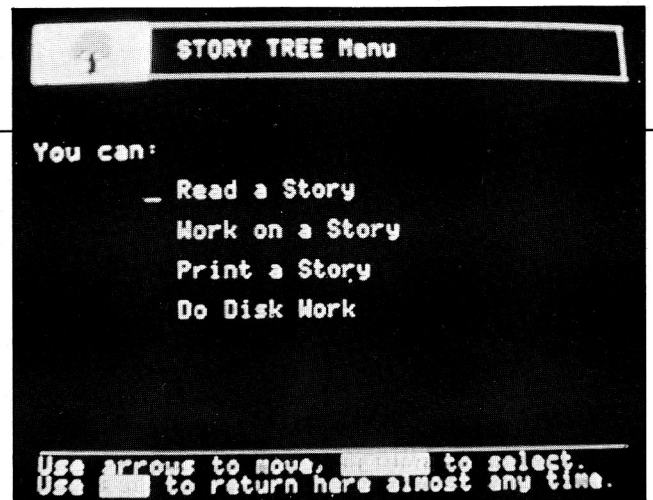 STORY TREE Menu
You can:
Read a Story
Work on a Story
Print a Story
Do Disk Work
Use arrows to move, to select.
Use to return here almost any time.